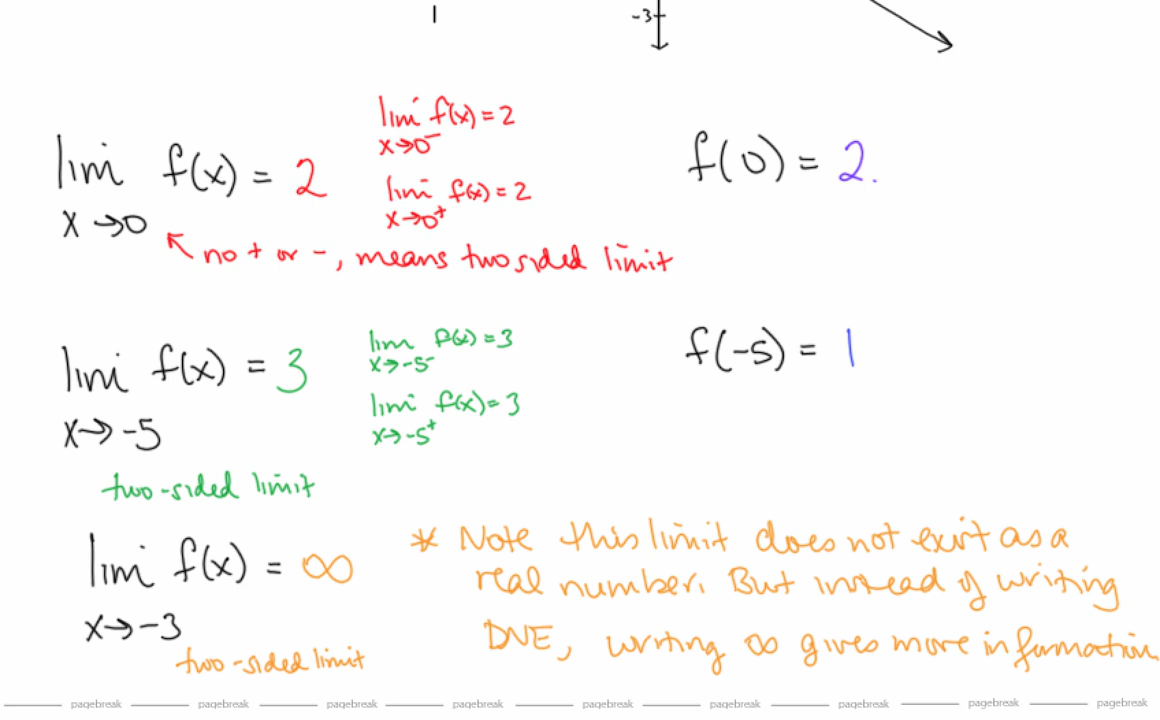 1
-3
lim f(x) = 2
x→0⁻
lim f(x) = 2 f(0) = 2.
x→0
lim f(x) = 2
x→0⁺
no + or -, means two sided limit
lim f(x) = 3 f(-5) = 1
x→-5
lim f(x) = 3
x→-5⁻
lim f(x) = 3
x→-5⁺
two-sided limit
lim f(x) = ∞
x→-3
two-sided limit
* Note this limit does not exist as a
real number. But instead of writing
DNE, writing ∞ gives more information
pagebreak pagebreak pagebreak pagebreak pagebreak pagebreak pagebreak pagebreak pagebreak